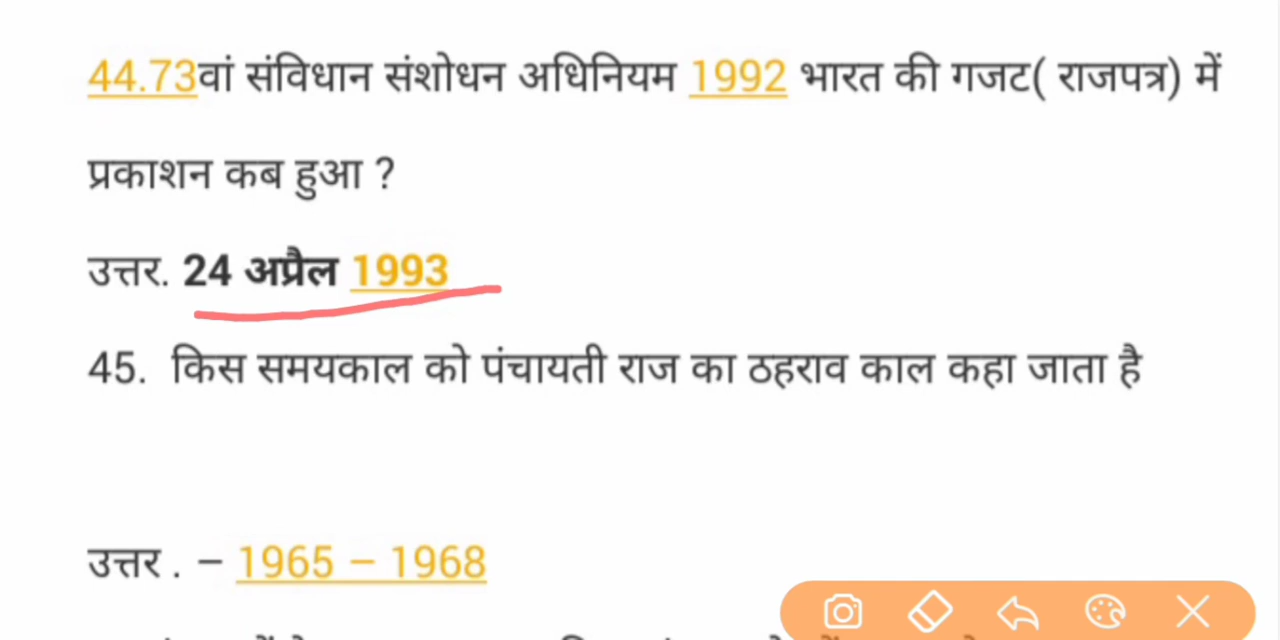 44.73वां संविधान संशोधन अधिनियम 1992 भारत की गजट( राजपत्र) में
प्रकाशन कब हुआ ?
उत्तर. 24 अप्रैल 1993
45. किस समयकाल को पंचायती राज का ठहराव काल कहा जाता है
उत्तर . – 1965 – 1968